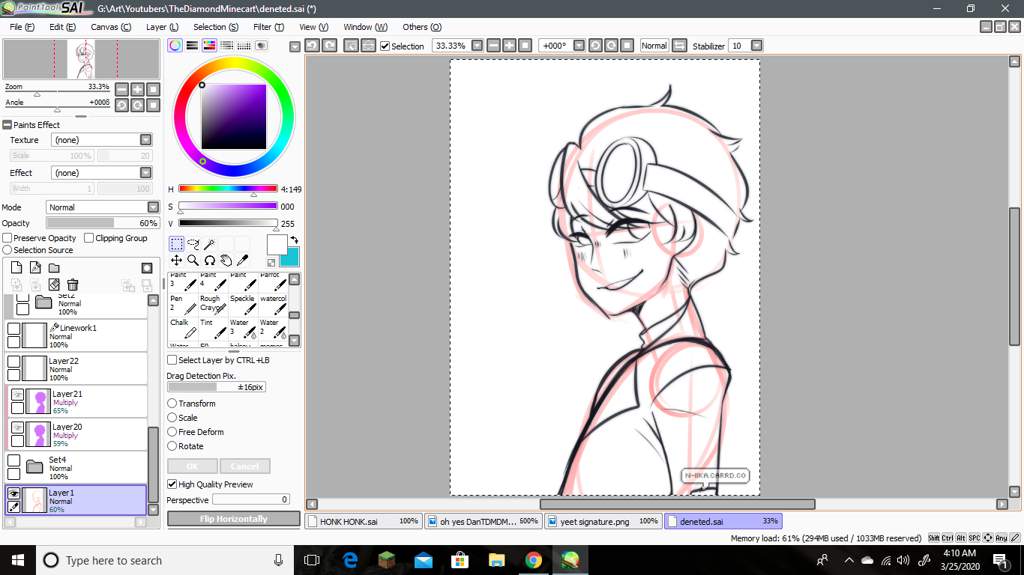 PaintTool SAI G:\Art\Youtubers\TheDiamondMinecart\deneted.sai (*)
File (F) Edit (E) Canvas (C) Layer (L) Selection (S) Filter (T) View (V) Window (W) Others (O)
Selection 33.33% +000° Normal Stabilizer 10
Zoom 33.3%
Angle +0008
Paints Effect
Texture (none)
Scale 100% 20
Effect (none)
Width 1 100
Mode Normal
Opacity 60%
Preserve Opacity Clipping Group
Selection Source
Set2
Normal
100%
Linework1
Normal
100%
Layer22
Normal
100%
Layer21
Multiply
65%
Layer20
Multiply
59%
Set4
Normal
100%
Layer1
Normal
60%
H 4:149
S 000
V 255
Paint 3 Paint 4 Paint Parrot
Pen 2 Rough Crayon Speckle watercol
Chalk Tint Water 3 Water 2
Select Layer by CTRL+LB
Drag Detection Pix.
±16pix
Transform
Scale
Free Deform
Rotate
OK Cancel
High Quality Preview
Perspective 0
Flip Horizontally
N-IKA.CARRD.CO
HONK HONK.sai 100% oh yes DanTDMDM... 600% yeet signature.png 100% deneted.sai 33%
Memory load: 61% (294MB used / 1033MB reserved) Shift Ctrl Alt SPC Any
Type here to search
4:10 AM
3/25/2020
1